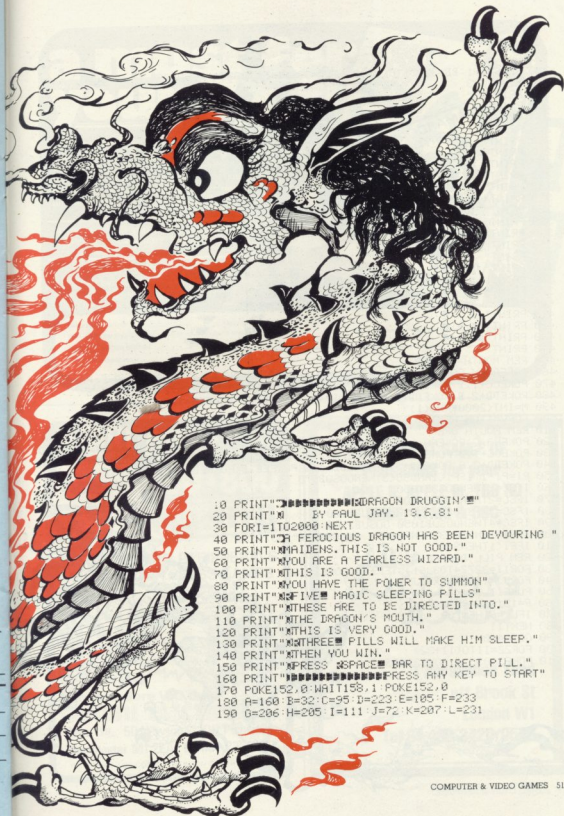 10 PRINT"DRAGON DRUGGIN'"
20 PRINT" BY PAUL JAY. 13.6.81"
30 FORI=1TO2000:NEXT
40 PRINT"A FEROCIOUS DRAGON HAS BEEN DEVOURING "
50 PRINT"MAIDENS.THIS IS NOT GOOD."
60 PRINT"YOU ARE A FEARLESS WIZARD."
70 PRINT"THIS IS GOOD."
80 PRINT"YOU HAVE THE POWER TO SUMMON"
90 PRINT"FIVE MAGIC SLEEPING PILLS"
100 PRINT"THESE ARE TO BE DIRECTED INTO."
110 PRINT"THE DRAGON'S MOUTH."
120 PRINT"THIS IS VERY GOOD."
130 PRINT"THREE PILLS WILL MAKE HIM SLEEP."
140 PRINT"THEN YOU WIN."
150 PRINT"PRESS SPACE BAR TO DIRECT PILL."
160 PRINT"PRESS ANY KEY TO START"
170 POKE152,0:WAIT158,1:POKE152,0
180 A=160:B=32:C=95:D=223:E=105:F=233
190 G=206:H=205:I=111:J=72:K=207:L=231
COMPUTER & VIDEO GAMES 51